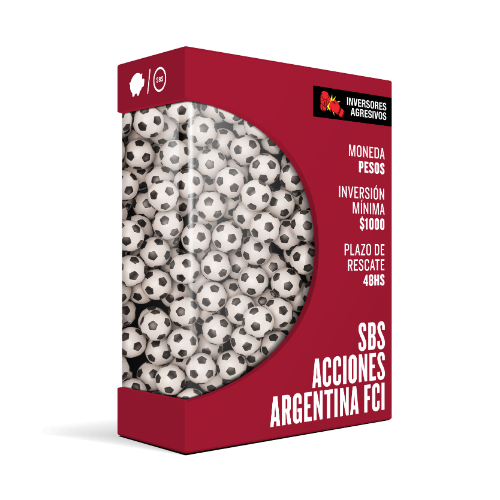 SBS
INVERSORES
AGRESIVOS
MONEDA
PESOS
INVERSIÓN
MÍNIMA
$1000
PLAZO DE
RESCATE
48HS
SBS
ACCIONES
ARGENTINA FCI